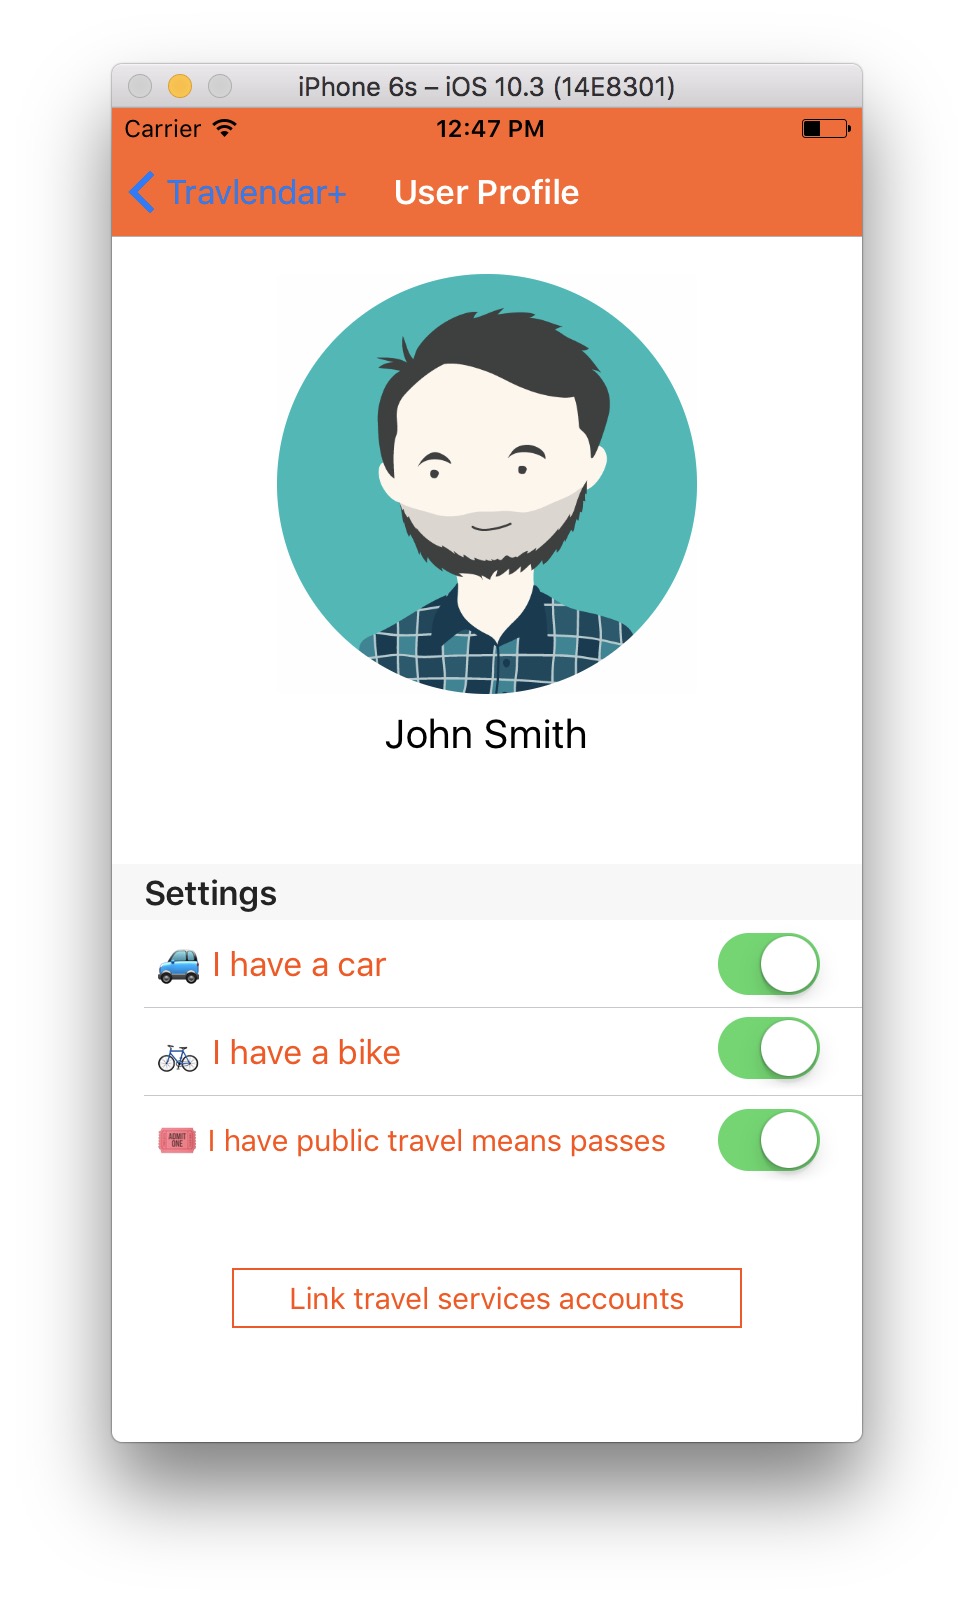 iPhone 6s – iOS 10.3 (14E8301)
Carrier 12:47 PM
Travlendar+ User Profile
John Smith
Settings
I have a car
I have a bike
ADMIT
ONE
I have public travel means passes
Link travel services accounts